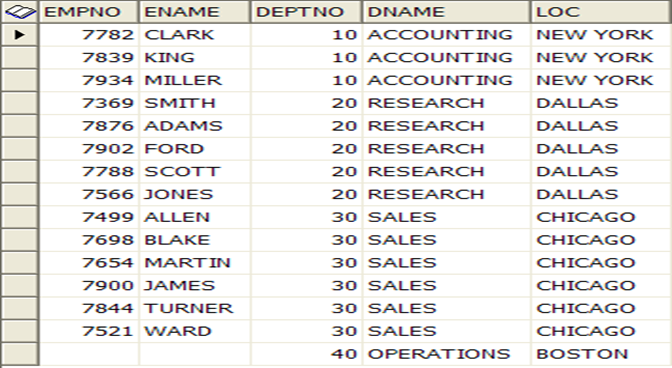 EMPNO ENAME DEPTNO DNAME LOC
7782 CLARK 10 ACCOUNTING NEW YORK
7839 KING 10 ACCOUNTING NEW YORK
7934 MILLER 10 ACCOUNTING NEW YORK
7369 SMITH 20 RESEARCH DALLAS
7876 ADAMS 20 RESEARCH DALLAS
7902 FORD 20 RESEARCH DALLAS
7788 SCOTT 20 RESEARCH DALLAS
7566 JONES 20 RESEARCH DALLAS
7499 ALLEN 30 SALES CHICAGO
7698 BLAKE 30 SALES CHICAGO
7654 MARTIN 30 SALES CHICAGO
7900 JAMES 30 SALES CHICAGO
7844 TURNER 30 SALES CHICAGO
7521 WARD 30 SALES CHICAGO
40 OPERATIONS BOSTON